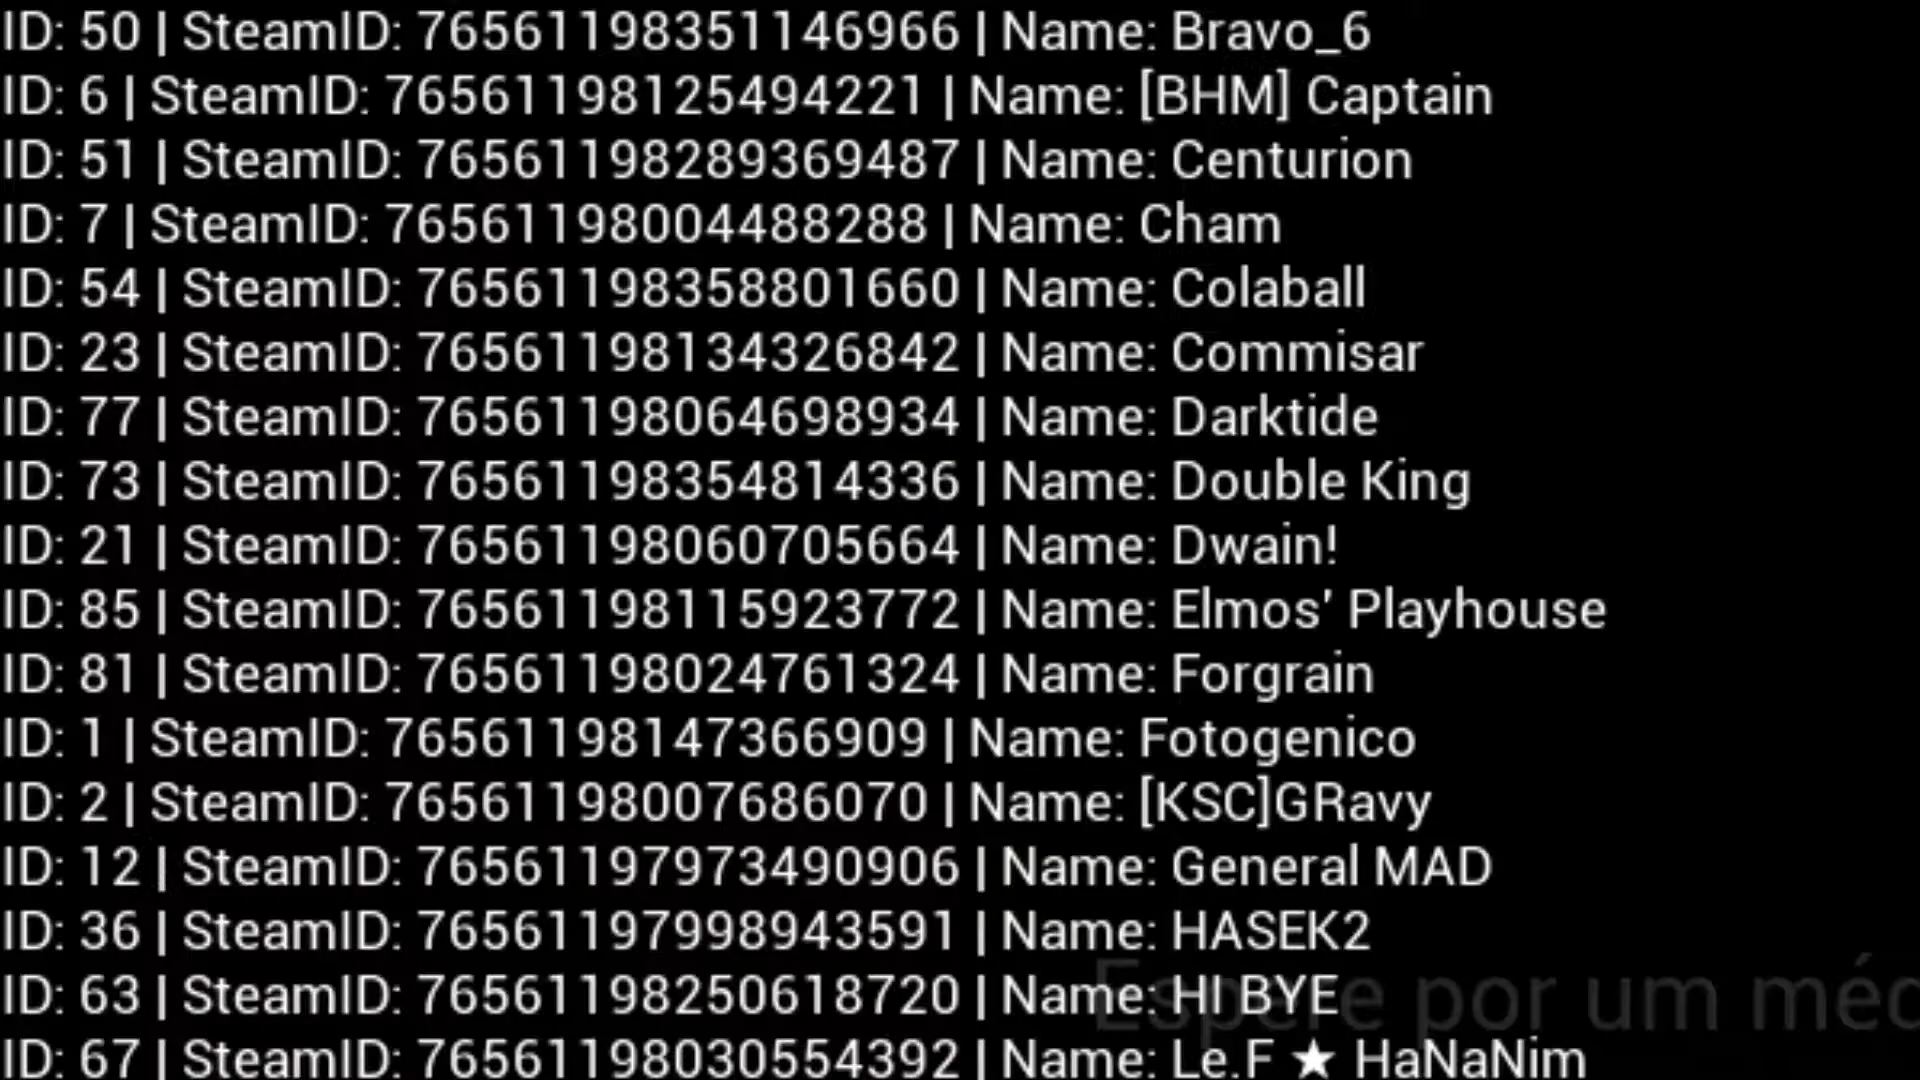 ID: 50 | SteamID: 76561198351146966 | Name: Bravo_6
ID: 6 | SteamID: 76561198125494221 | Name: [BHM] Captain
ID: 51 | SteamID: 76561198289369487 | Name: Centurion
ID: 7 | SteamID: 76561198004488288 | Name: Cham
ID: 54 | SteamID: 76561198358801660 | Name: Colaball
ID: 23 | SteamID: 76561198134326842 | Name: Commisar
ID: 77 | SteamID: 76561198064698934 | Name: Darktide
ID: 73 | SteamID: 76561198354814336 | Name: Double King
ID: 21 | SteamID: 76561198060705664 | Name: Dwain!
ID: 85 | SteamID: 76561198115923772 | Name: Elmos' Playhouse
ID: 81 | SteamID: 76561198024761324 | Name: Forgrain
ID: 1 | SteamID: 76561198147366909 | Name: Fotogenico
ID: 2 | SteamID: 76561198007686070 | Name: [KSC]GRavy
ID: 12 | SteamID: 76561197973490906 | Name: General MAD
ID: 36 | SteamID: 76561197998943591 | Name: HASEK2
ID: 63 | SteamID: 76561198250618720 | Name: HI BYE
Espere por um
ID: 67 | SteamID: 76561198030554392 | Name: Le.F ★ HaNaNim